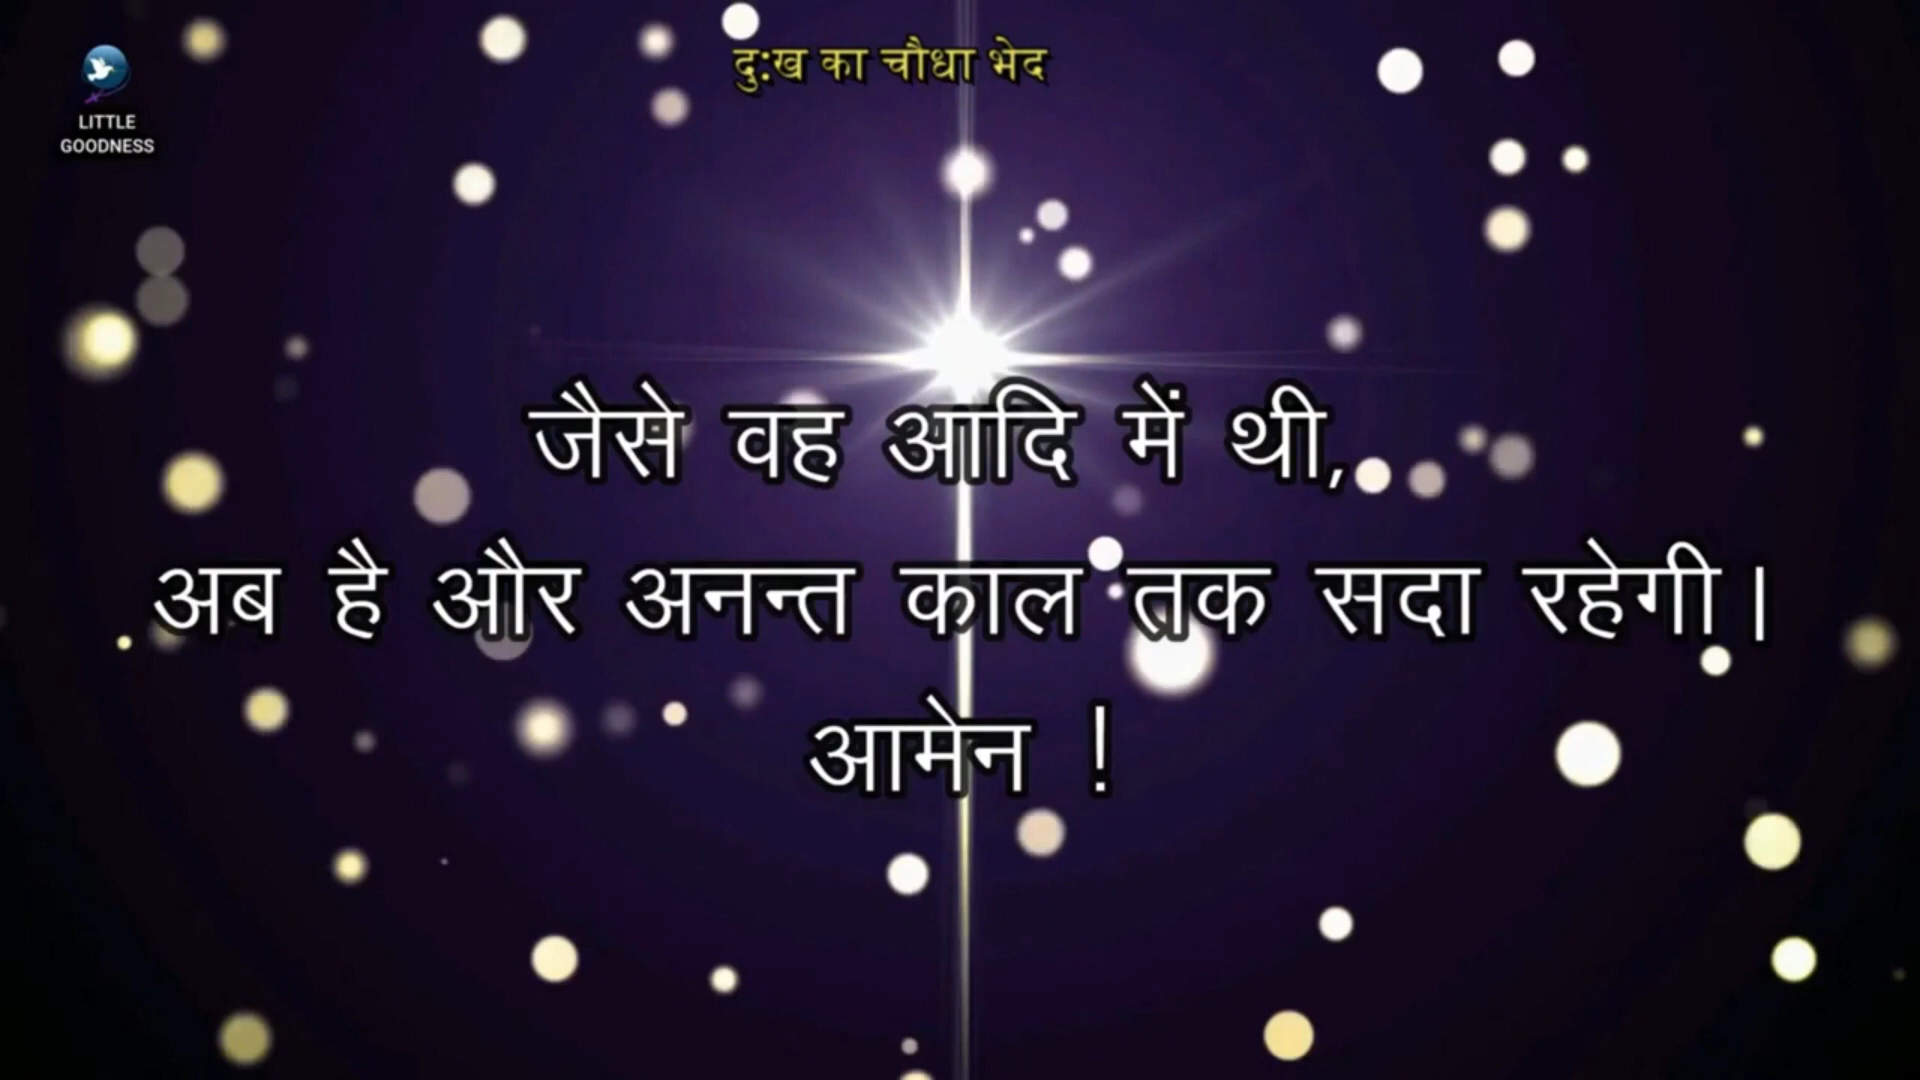 दु:ख का चौधा भेद
LITTLE
GOODNESS
जैसे वह आदि में थी,
अब है और अनन्त काल तक सदा रहेगी।
आमेन !